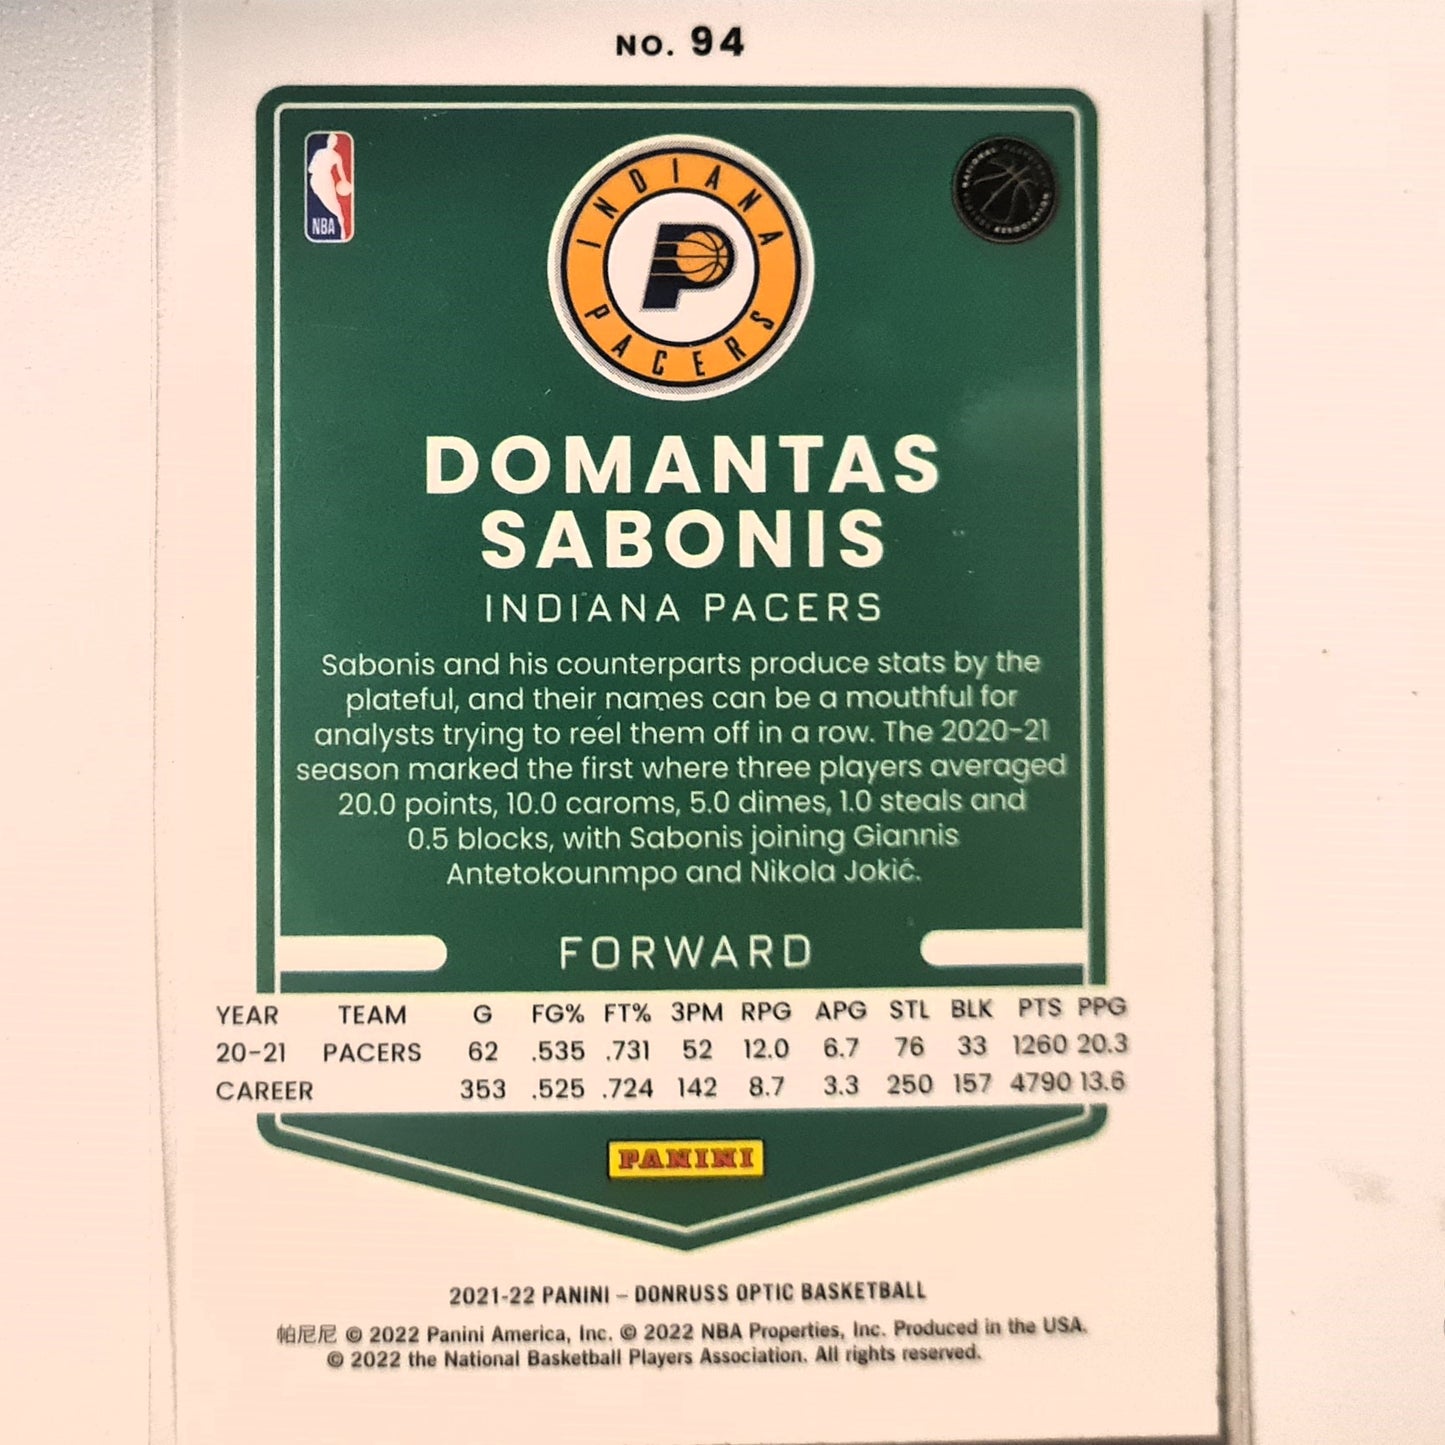 NO. 94
NBA
INDIANA
PACERS
NATIONAL BASKETBALL
PLAYERS ASSOCIATION
DOMANTAS
SABONIS
INDIANA PACERS
Sabonis and his counterparts produce stats by the
plateful, and their names can be a mouthful for
analysts trying to reel them off in a row. The 2020-21
season marked the first where three players averaged
20.0 points, 10.0 caroms, 5.0 dimes, 1.0 steals and
0.5 blocks, with Sabonis joining Giannis
Antetokounmpo and Nikola Jokić.
FORWARD
YEAR TEAM G FG% FT% 3PM RPG APG STL BLK PTS PPG
20-21 PACERS 62 .535 .731 52 12.0 6.7 76 33 1260 20.3
CAREER 353 .525 .724 142 8.7 3.3 250 157 4790 13.6
PANINI
2021-22 PANINI – DONRUSS OPTIC BASKETBALL
帕尼尼 © 2022 Panini America, Inc. © 2022 NBA Properties, Inc. Produced in the USA.
© 2022 the National Basketball Players Association. All rights reserved.